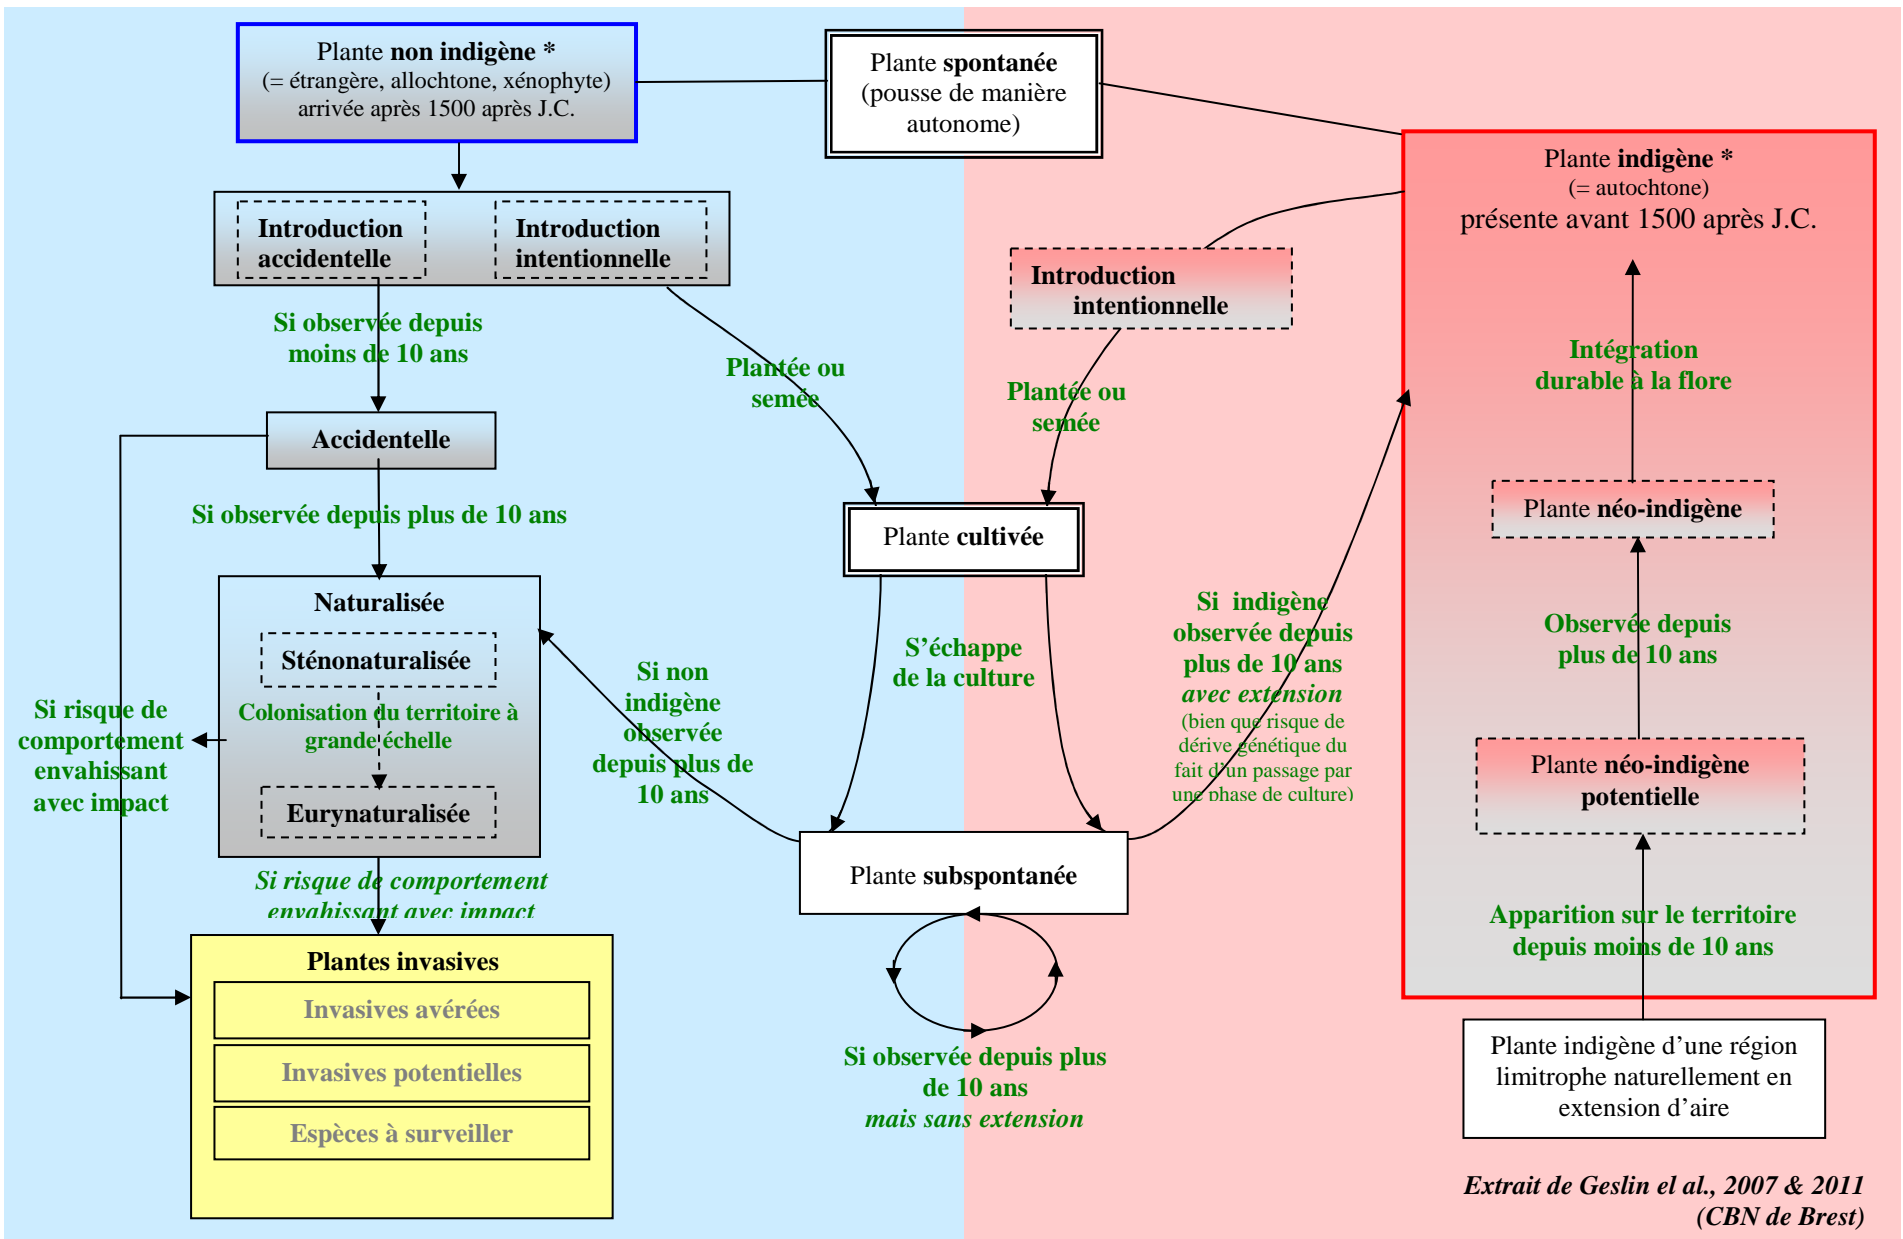 Plante non indigène *
(= étrangère, allochtone, xénophyte)
arrivée après 1500 après J.C.
Plante spontanée
(pousse de manière
autonome)
Plante indigène *
(= autochtone)
présente avant 1500 après J.C.
Introduction
accidentelle
Introduction
intentionnelle
Introduction
intentionnelle
Si observée depuis
moins de 10 ans
Plantée ou
semée
Plantée ou
semée
Intégration
durable à la flore
Accidentelle
Si observée depuis plus de 10 ans
Plante cultivée
Plante néo-indigène
Naturalisée
Sténonaturalisée
Colonisation du territoire à
grande échelle
Eurynaturalisée
Si risque de
comportement
envahissant
avec impact
Si non
indigène
observée
depuis plus de
10 ans
S’échappe
de la culture
Si indigène
observée depuis
plus de 10 ans
avec extension
(bien que risque de
dérive génétique du
fait d’un passage par
une phase de culture)
Observée depuis
plus de 10 ans
Plante néo-indigène
potentielle
Si risque de comportement
envahissant avec impact
Plante subspontanée
Apparition sur le territoire
depuis moins de 10 ans
Plantes invasives
Invasives avérées
Invasives potentielles
Espèces à surveiller
Si observée depuis plus
de 10 ans
mais sans extension
Plante indigène d’une région
limitrophe naturellement en
extension d’aire
Extrait de Geslin el al., 2007 & 2011
(CBN de Brest)